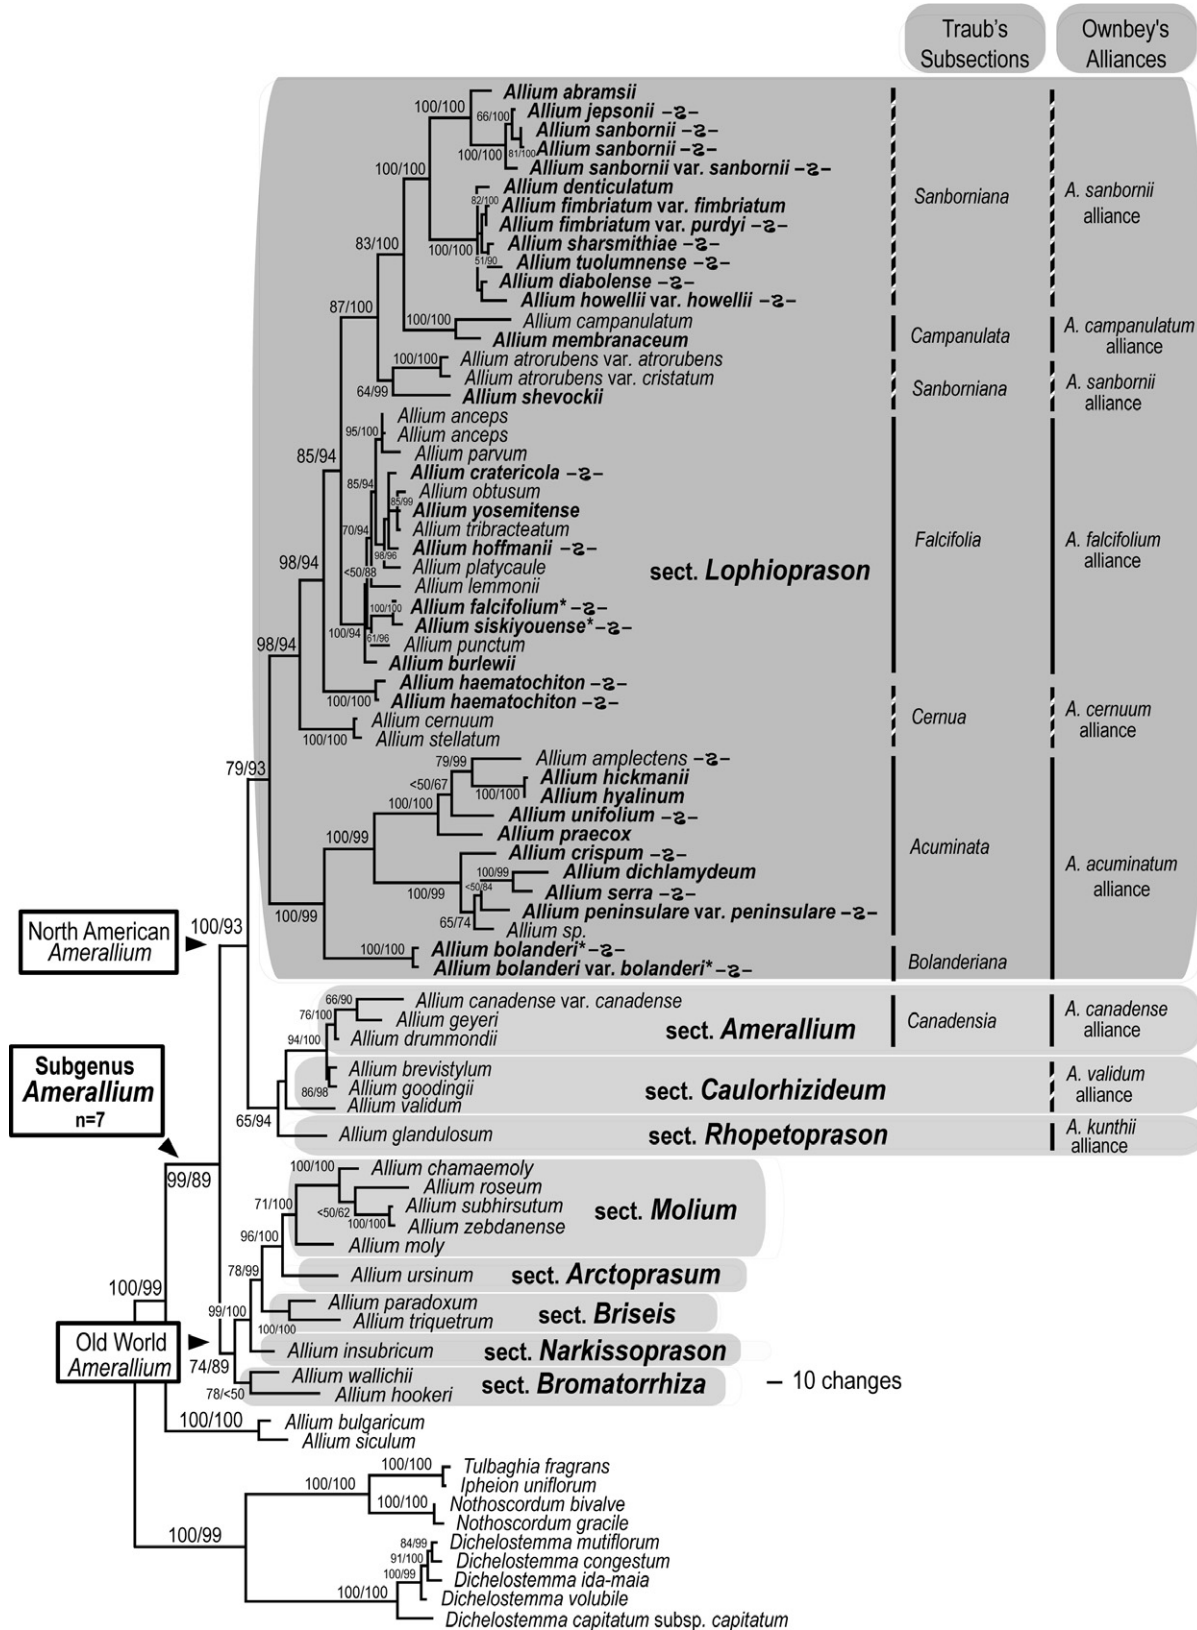 Traub's
Subsections
Ownbey's
Alliances
100/100
Allium abramsii
66/100
Allium jepsonii –S–
Allium sanbornii –S–
100/100
81/100
Allium sanbornii –S–
Allium sanbornii var. sanbornii –S–
100/100
Allium denticulatum
82/100
Allium fimbriatum var. fimbriatum
Allium fimbriatum var. purdyi –S–
Sanborniana
A. sanbornii
alliance
83/100
100/100
Allium sharsmithiae –S–
51/90
Allium tuolumnense –S–
Allium diabolense –S–
Allium howellii var. howellii –S–
87/100
100/100
Allium campanulatum
Allium membranaceum
Campanulata
A. campanulatum
alliance
100/100
Allium atrorubens var. atrorubens
Allium atrorubens var. cristatum
64/99
Allium shevockii
Sanborniana
A. sanbornii
alliance
85/94
95/100
Allium anceps
Allium anceps
Allium parvum
85/94
Allium cratericola –S–
85/99
Allium obtusum
Allium yosemitense
70/94
Allium tribracteatum
98/96
Allium hoffmanii –S–
Falcifolia
A. falcifolium
alliance
98/94
<50/88
Allium platycaule
sect. Lophioprason
Allium lemmonii
100/100
Allium falcifolium* –S–
100/94
Allium siskiyouense* –S–
61/96
Allium punctum
Allium burlewii
98/94
100/100
Allium haematochiton –S–
Allium haematochiton –S–
100/100
Allium cernuum
Allium stellatum
Cernua
A. cernuum
alliance
79/93
79/99
Allium amplectens –S–
<50/67
100/100
Allium hickmanii
Allium hyalinum
100/100
Allium unifolium –S–
Allium praecox
100/99
Allium crispum –S–
Acuminata
A. acuminatum
alliance
100/99
100/99
Allium dichlamydeum
<50/84
Allium serra –S–
100/99
65/74
Allium peninsulare var. peninsulare –S–
Allium sp.
100/100
Allium bolanderi* –S–
Allium bolanderi var. bolanderi* –S–
Bolanderiana
North American
Amerallium
100/93
66/90
Allium canadense var. canadense
76/100
Allium geyeri
94/100
Allium drummondii
sect. Amerallium
Canadensia
A. canadense
alliance
Subgenus
Amerallium
n=7
Allium brevistylum
86/98
Allium goodingii
Allium validum
sect. Caulorhizideum
A. validum
alliance
65/94
Allium glandulosum
sect. Rhopetoprason
A. kunthii
alliance
99/89
100/100
Allium chamaemoly
Allium roseum
71/100
<50/62
100/100
Allium subhirsutum
Allium zebdanense
sect. Molium
Allium moly
96/100
Allium ursinum
sect. Arctoprasum
78/99
100/99
Allium paradoxum
100/100
Allium triquetrum
sect. Briseis
99/100
Old World
Amerallium
Allium insubricum
sect. Narkissoprason
74/89
Allium wallichii
78/<50
Allium hookeri
sect. Bromatorrhiza
– 10 changes
100/100
Allium bulgaricum
Allium siculum
100/100
Tulbaghia fragrans
Ipheion uniflorum
100/100
100/100
Nothoscordum bivalve
Nothoscordum gracile
100/99
84/99
Dichelostemma mutiflorum
91/100
Dichelostemma congestum
100/99
Dichelostemma ida-maia
100/100
Dichelostemma volubile
Dichelostemma capitatum subsp. capitatum